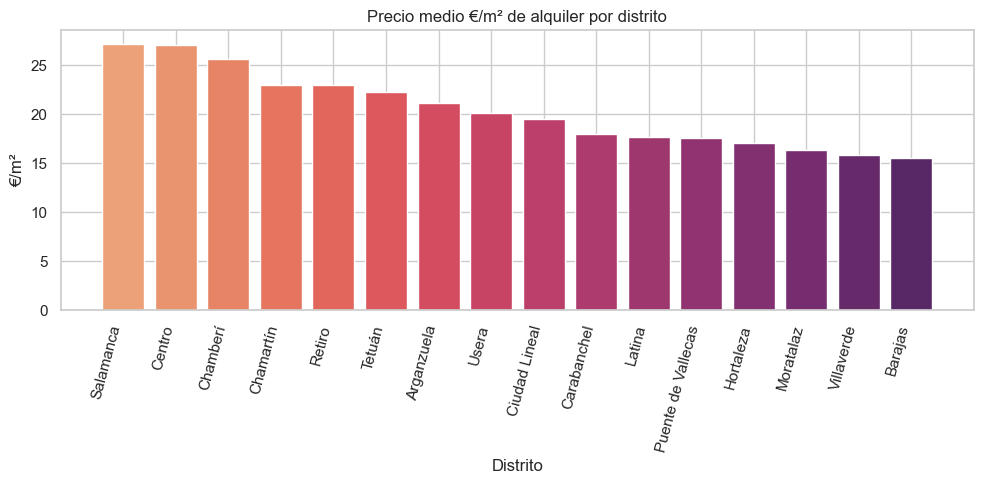 Precio medio €/m² de alquiler por distrito
€/m²
25
20
15
10
5
0
Salamanca
Centro
Chamberí
Chamartín
Retiro
Tetuán
Arganzuela
Usera
Ciudad Lineal
Carabanchel
Latina
Puente de Vallecas
Hortaleza
Moratalaz
Villaverde
Barajas
Distrito